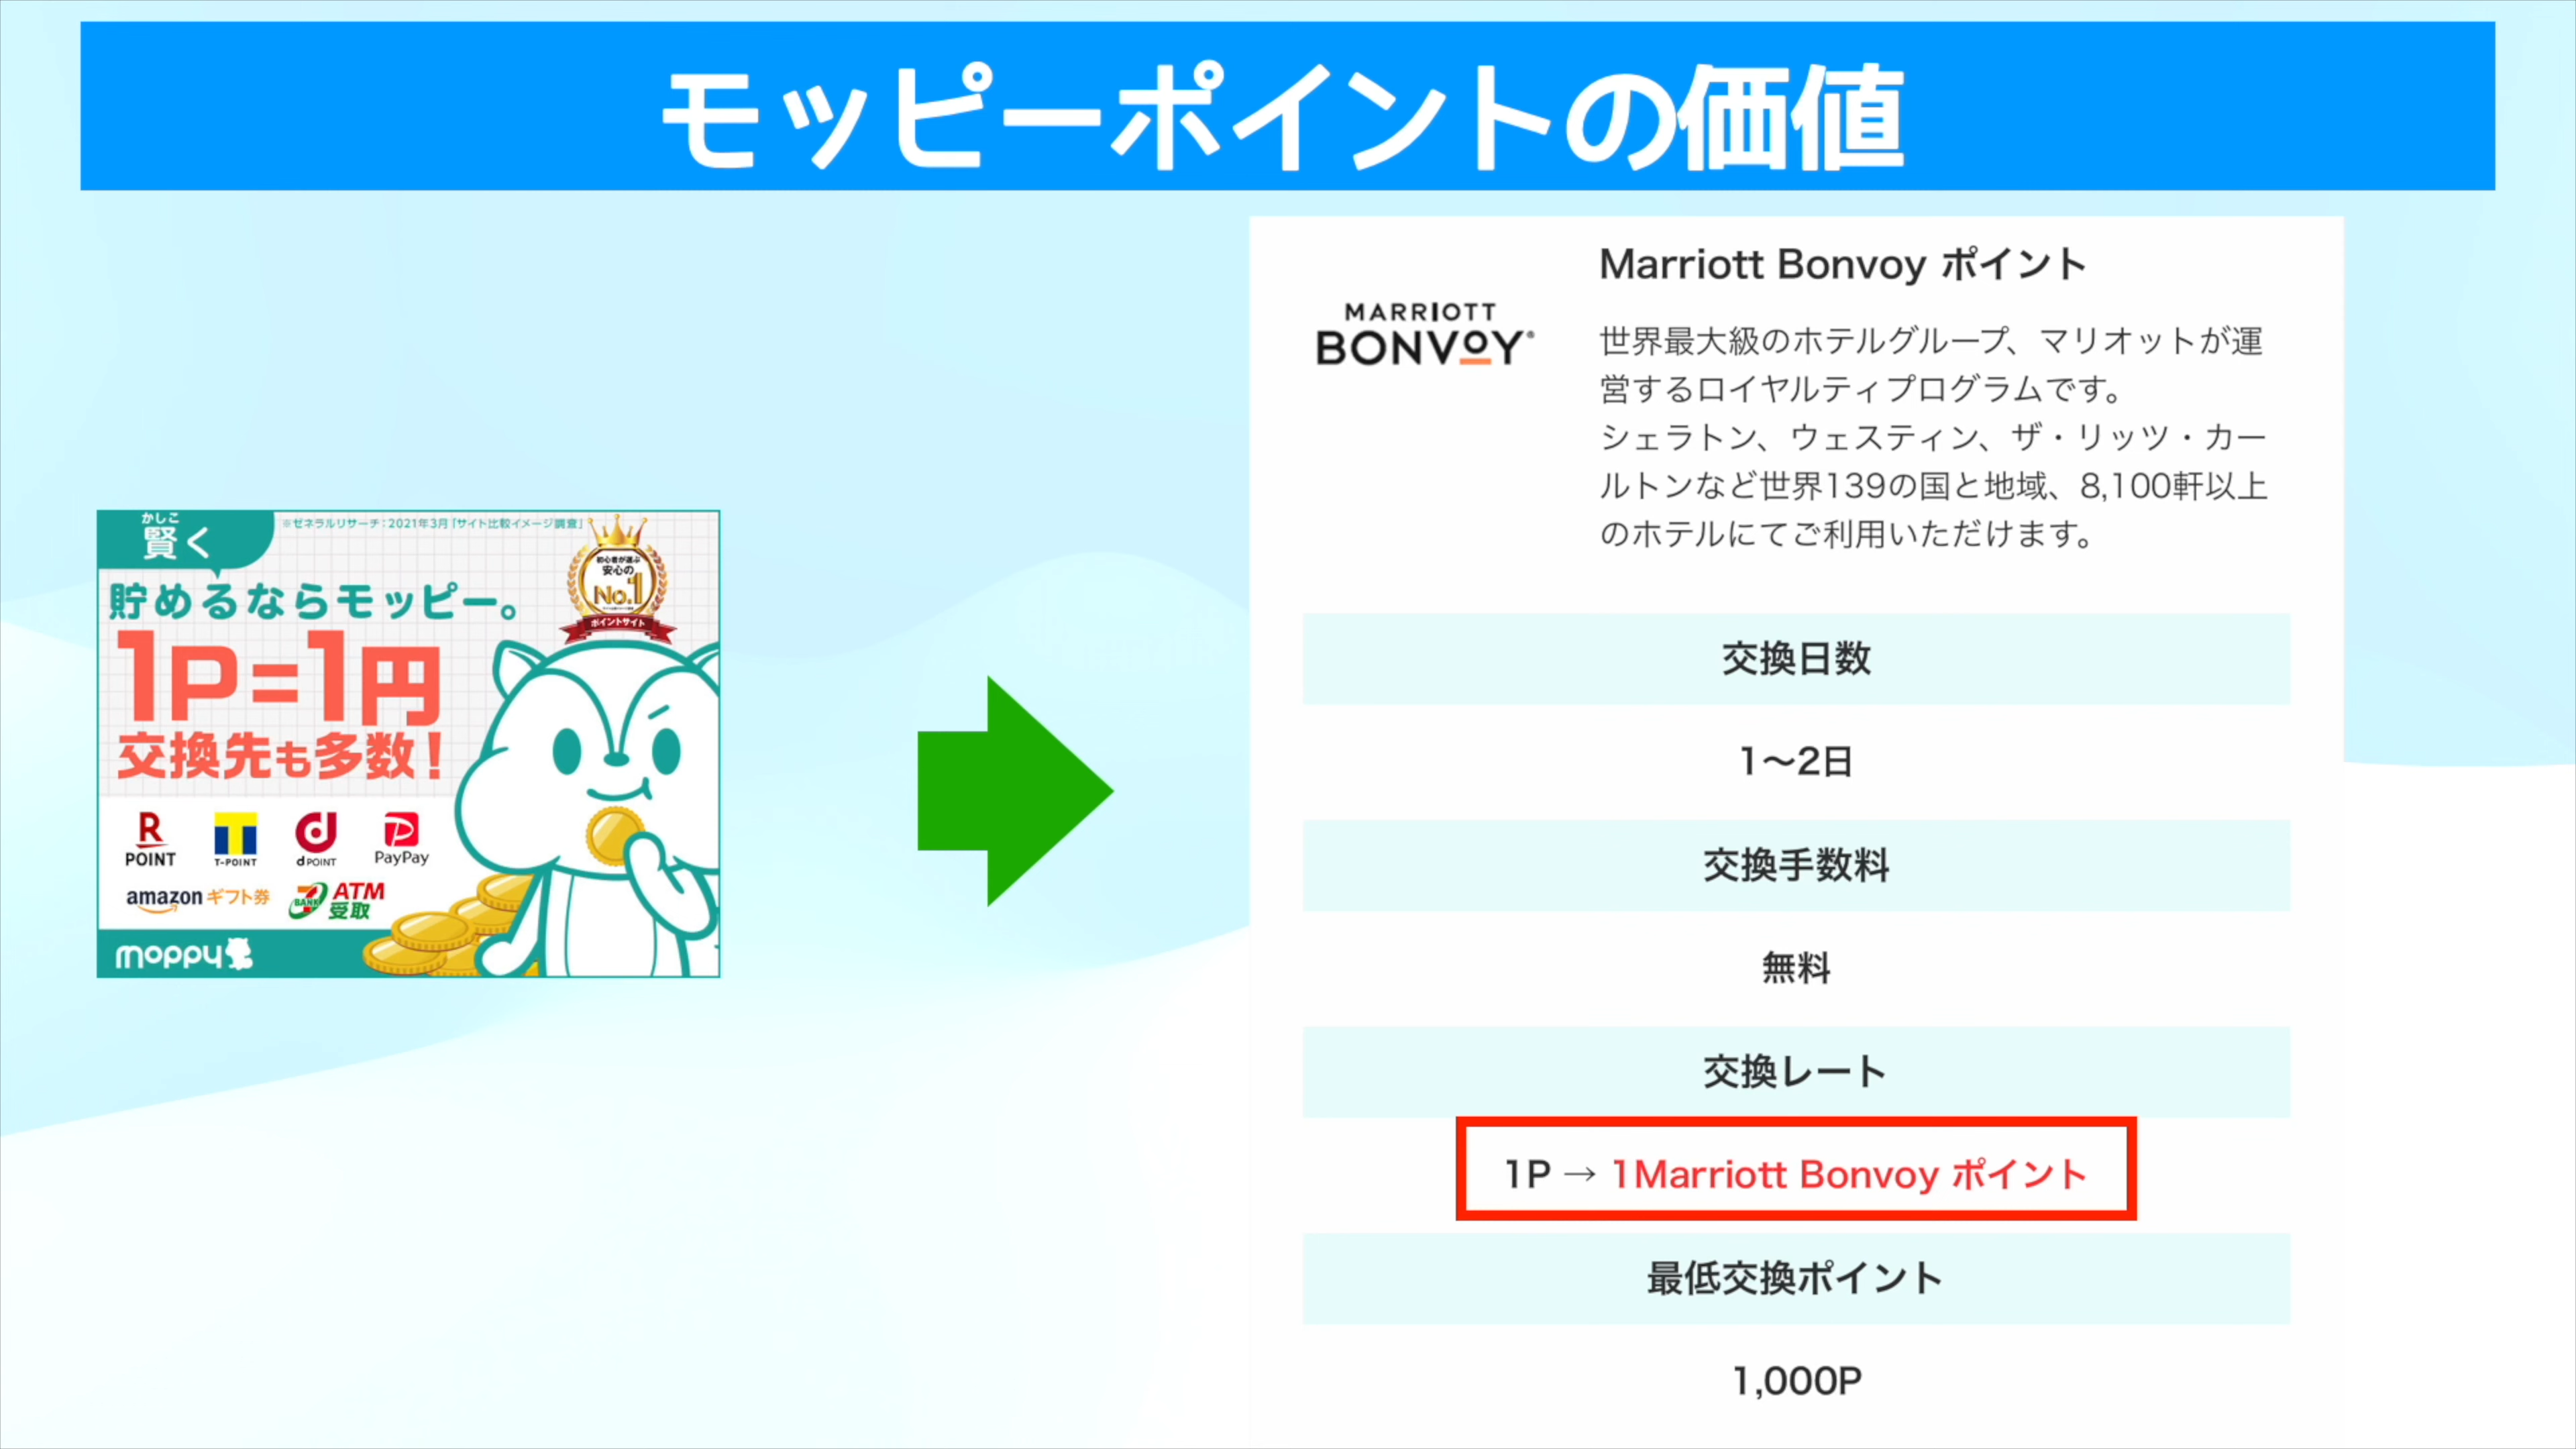 モッピーポイントの価値
かしこ
賢く
※ゼネラルリサーチ：2021年3月「サイト比較イメージ調査」
初心者が選ぶ
安心の
No.1
ポイントサイト
貯めるならモッピー。
1P=1円
交換先も多数！
R POINT
T-POINT
d POINT
PayPay
amazon ギフト券
7 BANK ATM 受取
moppy
MARRIOTT
BONVOY
Marriott Bonvoy ポイント
世界最大級のホテルグループ、マリオットが運
営するロイヤルティプログラムです。
シェラトン、ウェスティン、ザ・リッツ・カー
ルトンなど世界139の国と地域、8,100軒以上
のホテルにてご利用いただけます。
交換日数
1〜2日
交換手数料
無料
交換レート
1P → 1Marriott Bonvoy ポイント
最低交換ポイント
1,000P